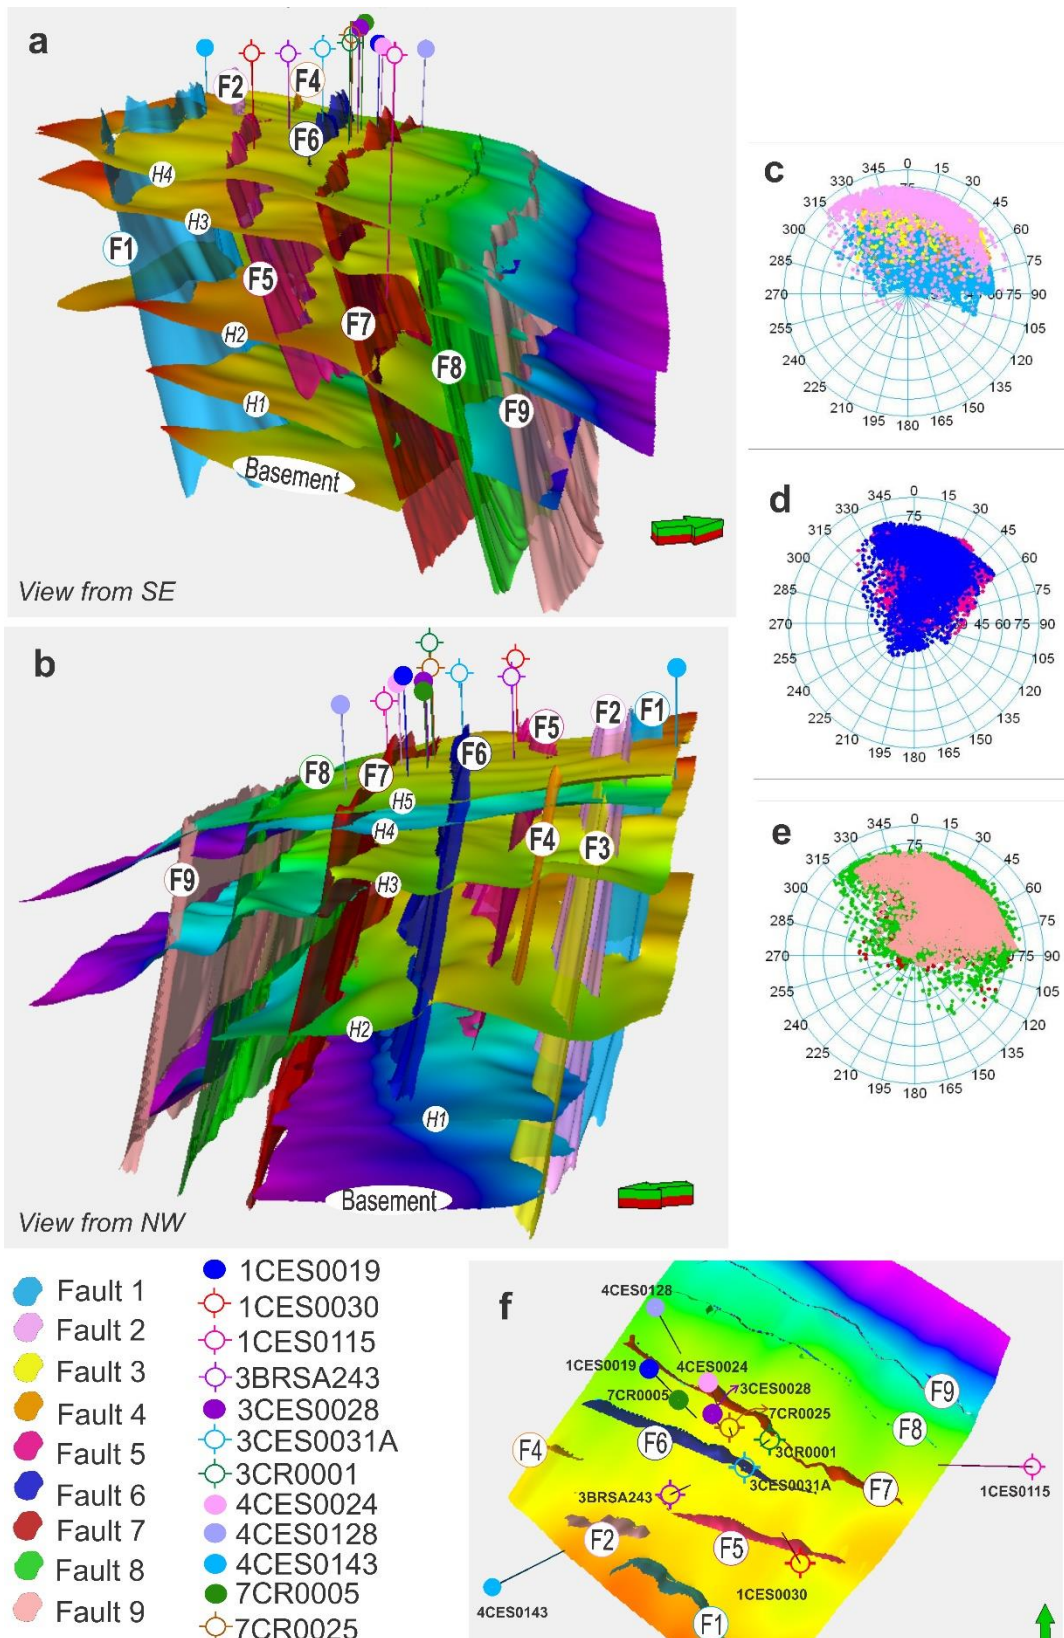 a
F2
F4
F6
H4
H3
F1
F5
F7
H2
F8
H1
F9
Basement
View from SE
b
F1
F2
F5
F6
F8
F7
H5
H4
F4
F3
F9
H3
H2
H1
Basement
View from NW
c
0
345 15
330 75 30
315 45
300 60
285 75
270 60 75 90
255 105
240 120
225 135
210 150
195 165
180
d
0
345 15
330 75 30
315 45
300 60
285 75
270 45 60 75 90
255 105
240 120
225 135
210 150
195 165
180
e
0
345 15
330 75 30
315 45
300 60
285 75
270 75 90
255 105
240 120
225 135
210 150
195 165
180
Fault 1
Fault 2
Fault 3
Fault 4
Fault 5
Fault 6
Fault 7
Fault 8
Fault 9
1CES0019
1CES0030
1CES0115
3BRSA243
3CES0028
3CES0031A
3CR0001
4CES0024
4CES0128
4CES0143
7CR0005
7CR0025
f
4CES0128
1CES0019
4CES0024
7CR0005
3CES0028
7CR0025
F9
F8
F6
F4
3CR0001
3CES0031A
F7
1CES0115
3BRSA243
F2
F5
1CES0030
4CES0143
F1